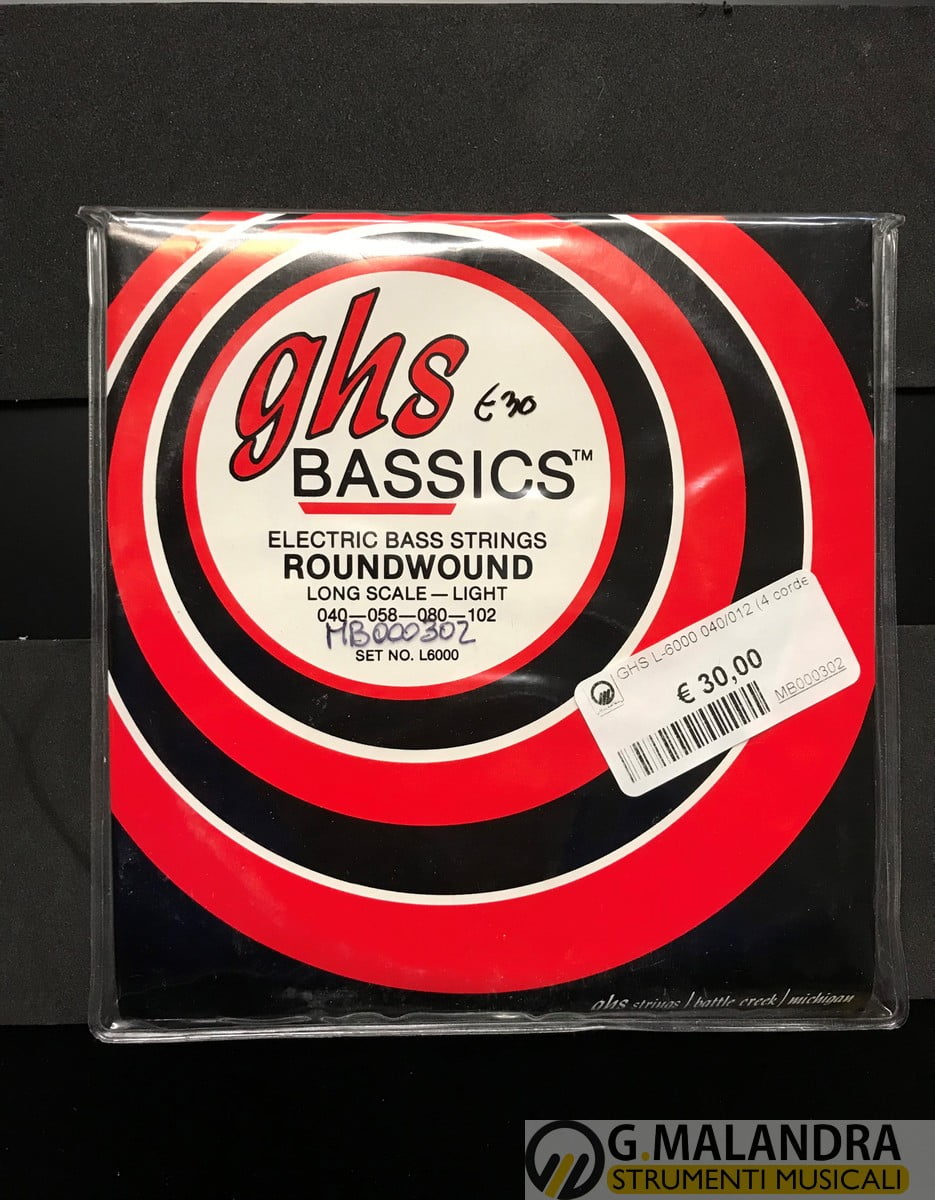 ghs
€30
BASSICS™
ELECTRIC BASS STRINGS
ROUNDWOUND
LONG SCALE — LIGHT
040—058—080—102
MB000302
SET NO. L6000
GHS L-6000 040/012 (4 corde
€ 30,00
MB000302
ghs strings / battle creek / michigan
G.MALANDRA
STRUMENTI MUSICALI